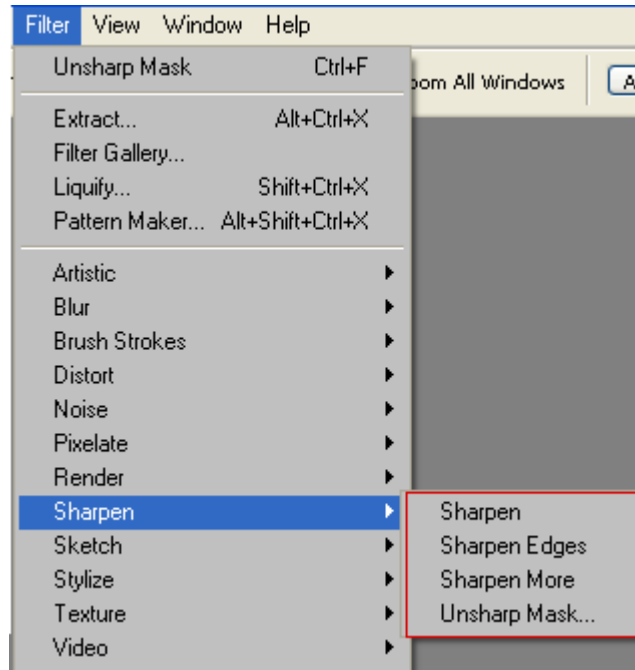 Filter View Window Help
Unsharp Mask Ctrl+F
All Windows
Extract... Alt+Ctrl+X
Filter Gallery...
Liquify... Shift+Ctrl+X
Pattern Maker... Alt+Shift+Ctrl+X
Artistic
Blur
Brush Strokes
Distort
Noise
Pixelate
Render
Sharpen
Sharpen
Sketch
Sharpen Edges
Stylize
Sharpen More
Texture
Unsharp Mask...
Video